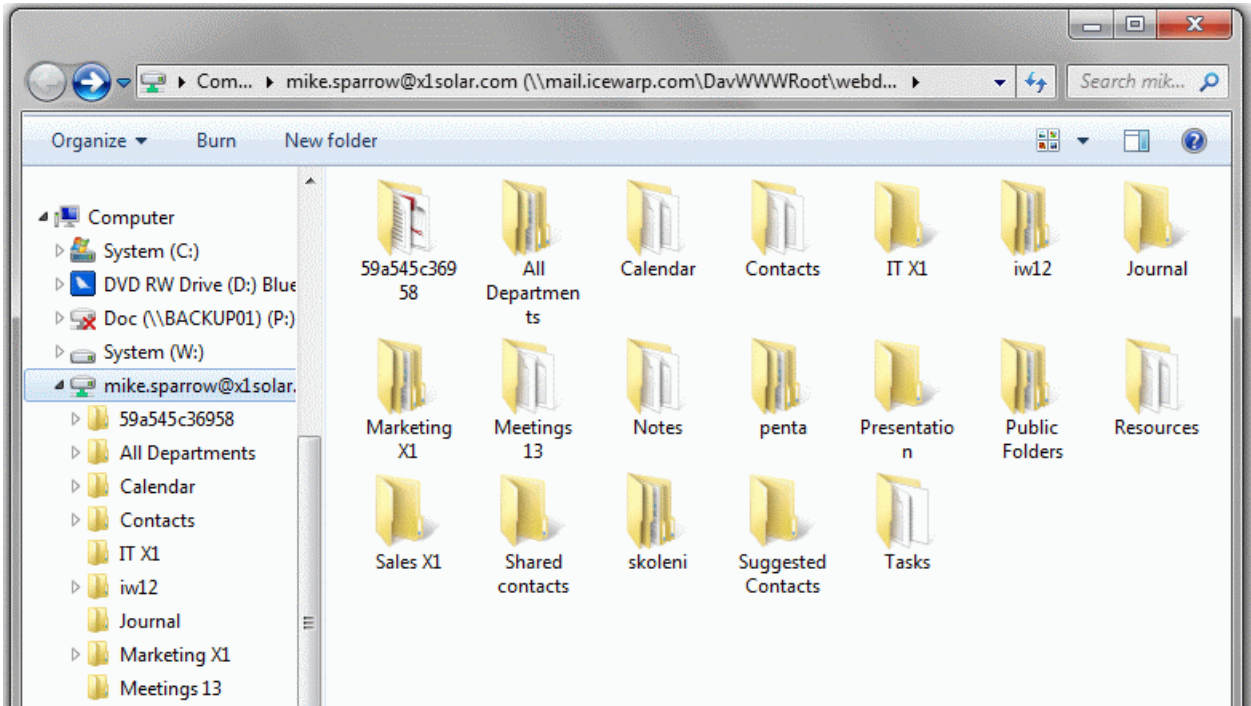 Com... mike.sparrow@x1solar.com (\\mail.icewarp.com\DavWWWRoot\webd... Search mik...
Organize Burn New folder
Computer
System (C:)
DVD RW Drive (D:) Blue
Doc (\\BACKUP01) (P:)
System (W:)
mike.sparrow@x1solar.
59a545c36958
All Departments
Calendar
Contacts
IT X1
iw12
Journal
Marketing X1
Meetings 13
59a545c369
58
All
Departmen
ts
Calendar
Contacts
IT X1
iw12
Journal
Marketing
X1
Meetings
13
Notes
penta
Presentatio
n
Public
Folders
Resources
Sales X1
Shared
contacts
skoleni
Suggested
Contacts
Tasks